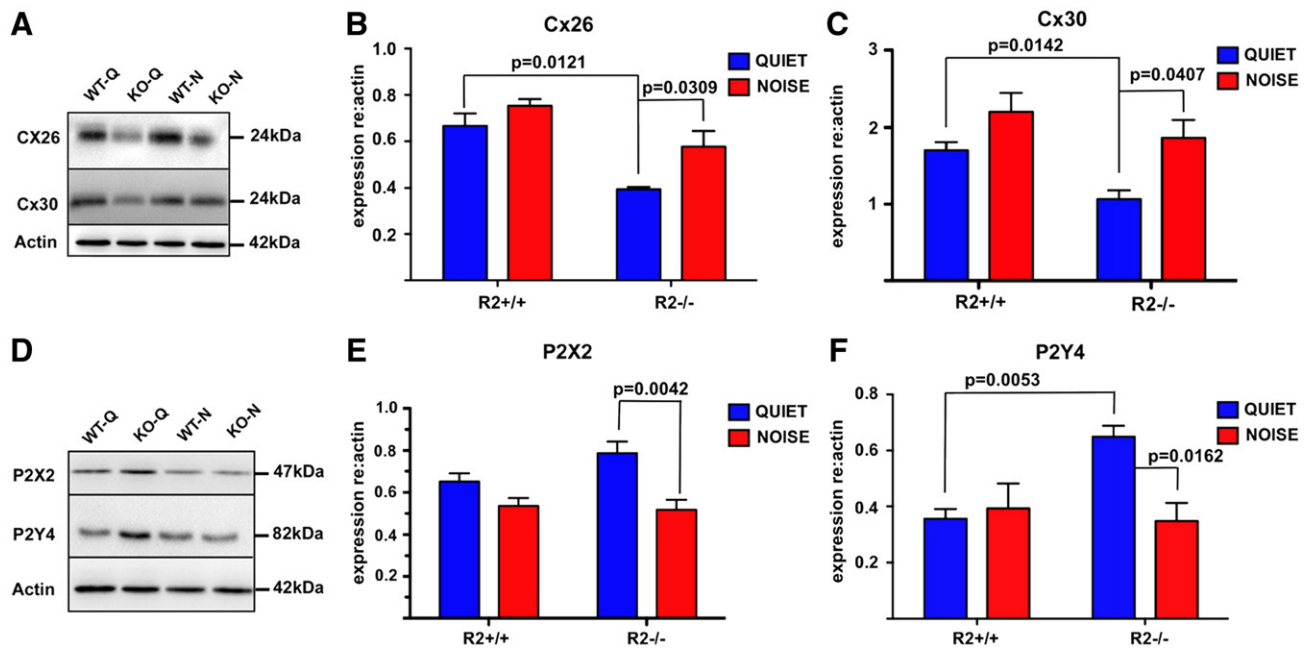 A
WT-Q KO-Q WT-N KO-N
CX26 24kDa
Cx30 24kDa
Actin 42kDa
B
Cx26
QUIET
NOISE
p=0.0121
p=0.0309
expression re:actin
1.0
0.8
0.6
0.4
0.2
R2+/+ R2-/-
C
Cx30
QUIET
NOISE
p=0.0142
p=0.0407
expression re:actin
3
2
1
R2+/+ R2-/-
D
WT-Q KO-Q WT-N KO-N
P2X2 47kDa
P2Y4 82kDa
Actin 42kDa
E
P2X2
QUIET
NOISE
p=0.0042
expression re:actin
1.0
0.8
0.6
0.4
0.2
R2+/+ R2-/-
F
P2Y4
QUIET
NOISE
p=0.0053
p=0.0162
expression re:actin
0.8
0.6
0.4
0.2
R2+/+ R2-/-